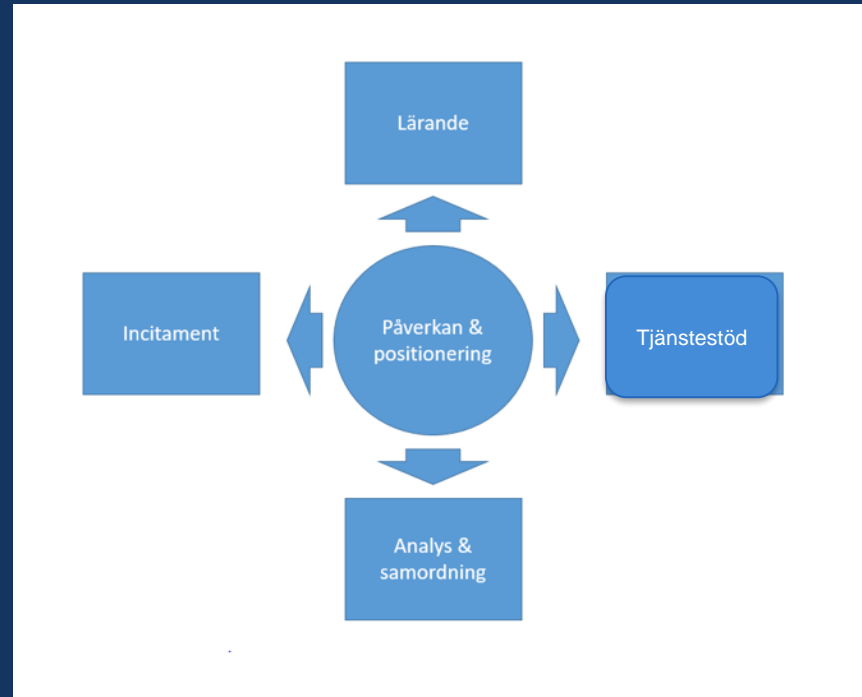 Lärande
Incitament
Påverkan &
positionering
Tjänstestöd
Analys &
samordning